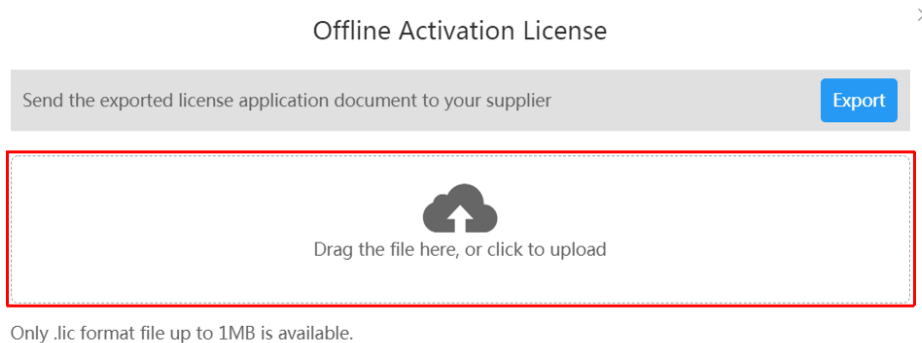 Offline Activation License
Send the exported license application document to your supplier
Export
Drag the file here, or click to upload
Only .lic format file up to 1MB is available.